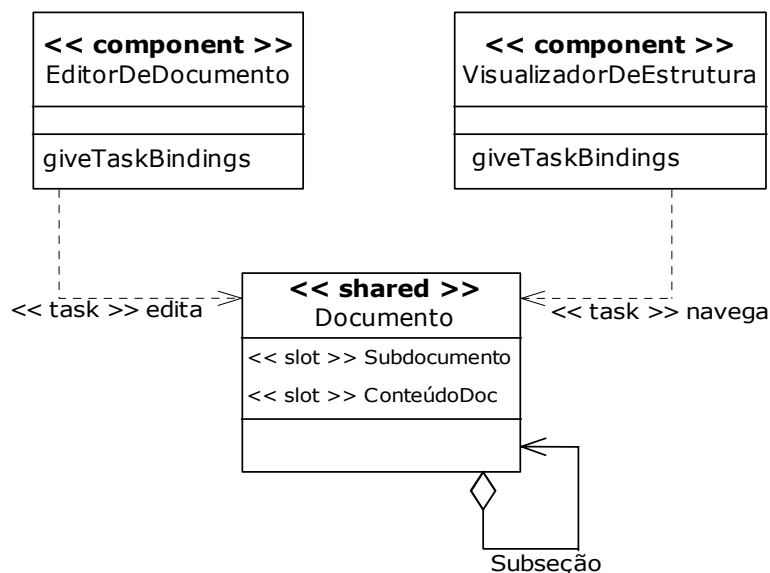 << component >>
EditorDeDocumento
giveTaskBindings
<< component >>
VisualizadorDeEstrutura
giveTaskBindings
<< task >> edita
<< shared >>
Documento
<< slot >> Subdocumento
<< slot >> ConteúdoDoc
<< task >> navega
Subseção